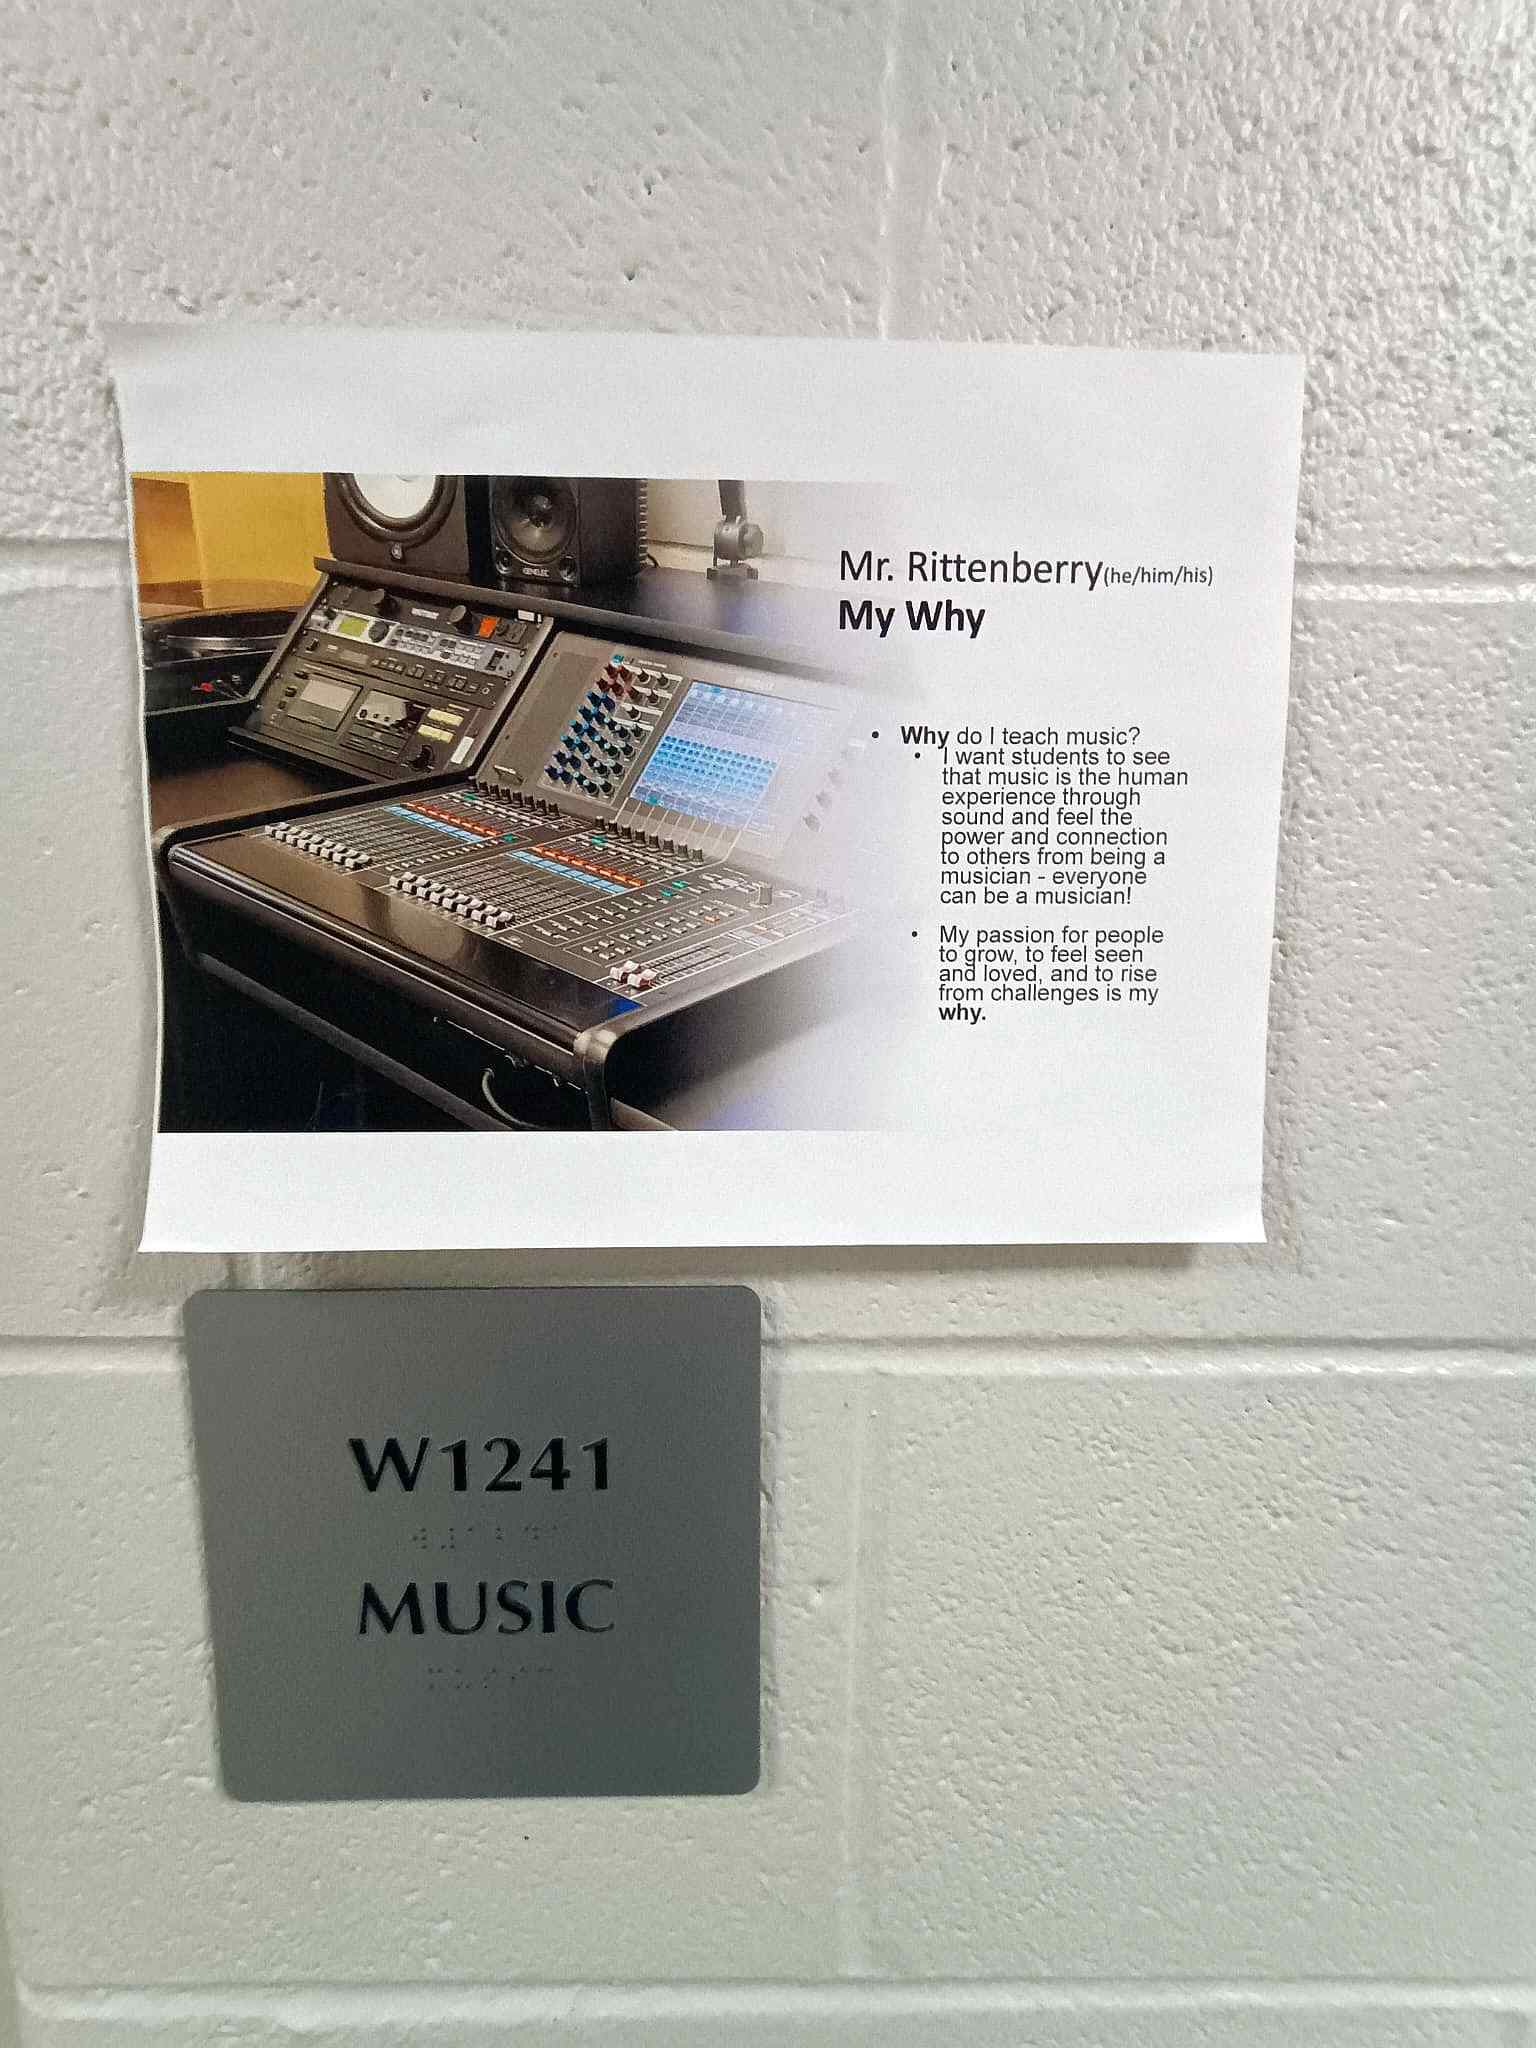 GENELEC
Mr. Rittenberry(he/him/his)
My Why
• Why do I teach music?
• I want students to see
that music is the human
experience through
sound and feel the
power and connection
to others from being a
musician - everyone
can be a musician!
• My passion for people
to grow, to feel seen
and loved, and to rise
from challenges is my
why.
W1241
MUSIC